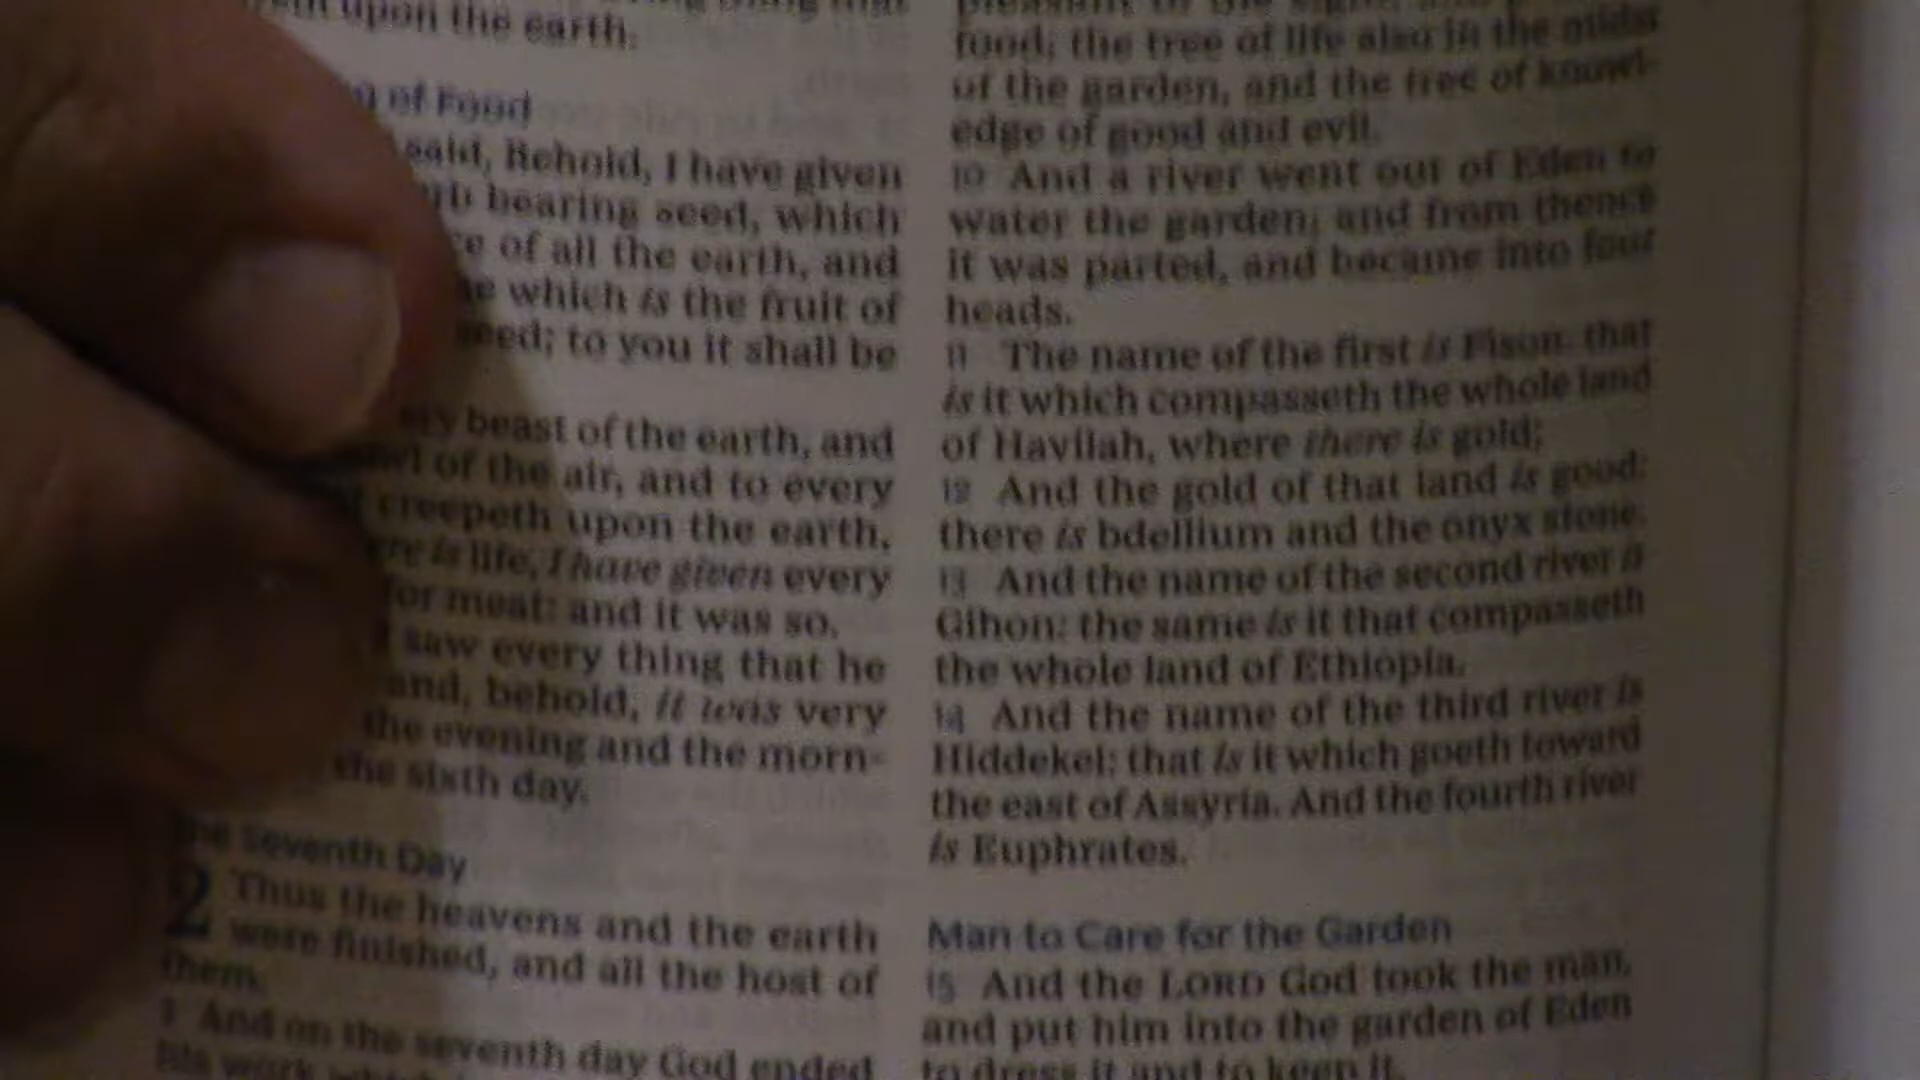 upon the earth.
of Food
said, Behold, I have given
bearing seed, which
of all the earth, and
which is the fruit of
seed; to you it shall be
beast of the earth, and
of the air, and to every
creepeth upon the earth,
is life, I have given every
for meat: and it was so.
saw every thing that he
and, behold, it was very
the evening and the morn-
the sixth day.
The Seventh Day
2 Thus the heavens and the earth
were finished, and all the host of
them.
And on the seventh day God ended
his work
food; the tree of life also in the midst
of the garden, and the tree of knowl-
edge of good and evil.
10 And a river went out of Eden to
water the garden; and from thence
it was parted, and became into four
heads.
11 The name of the first is Pison: that
is it which compasseth the whole land
of Havilah, where there is gold;
12 And the gold of that land is good:
there is bdellium and the onyx stone.
13 And the name of the second river is
Gihon: the same is it that compasseth
the whole land of Ethiopia.
14 And the name of the third river is
Hiddekel: that is it which goeth toward
the east of Assyria. And the fourth river
is Euphrates.
Man to Care for the Garden
15 And the LORD God took the man,
and put him into the garden of Eden
to dress it and to keep it.